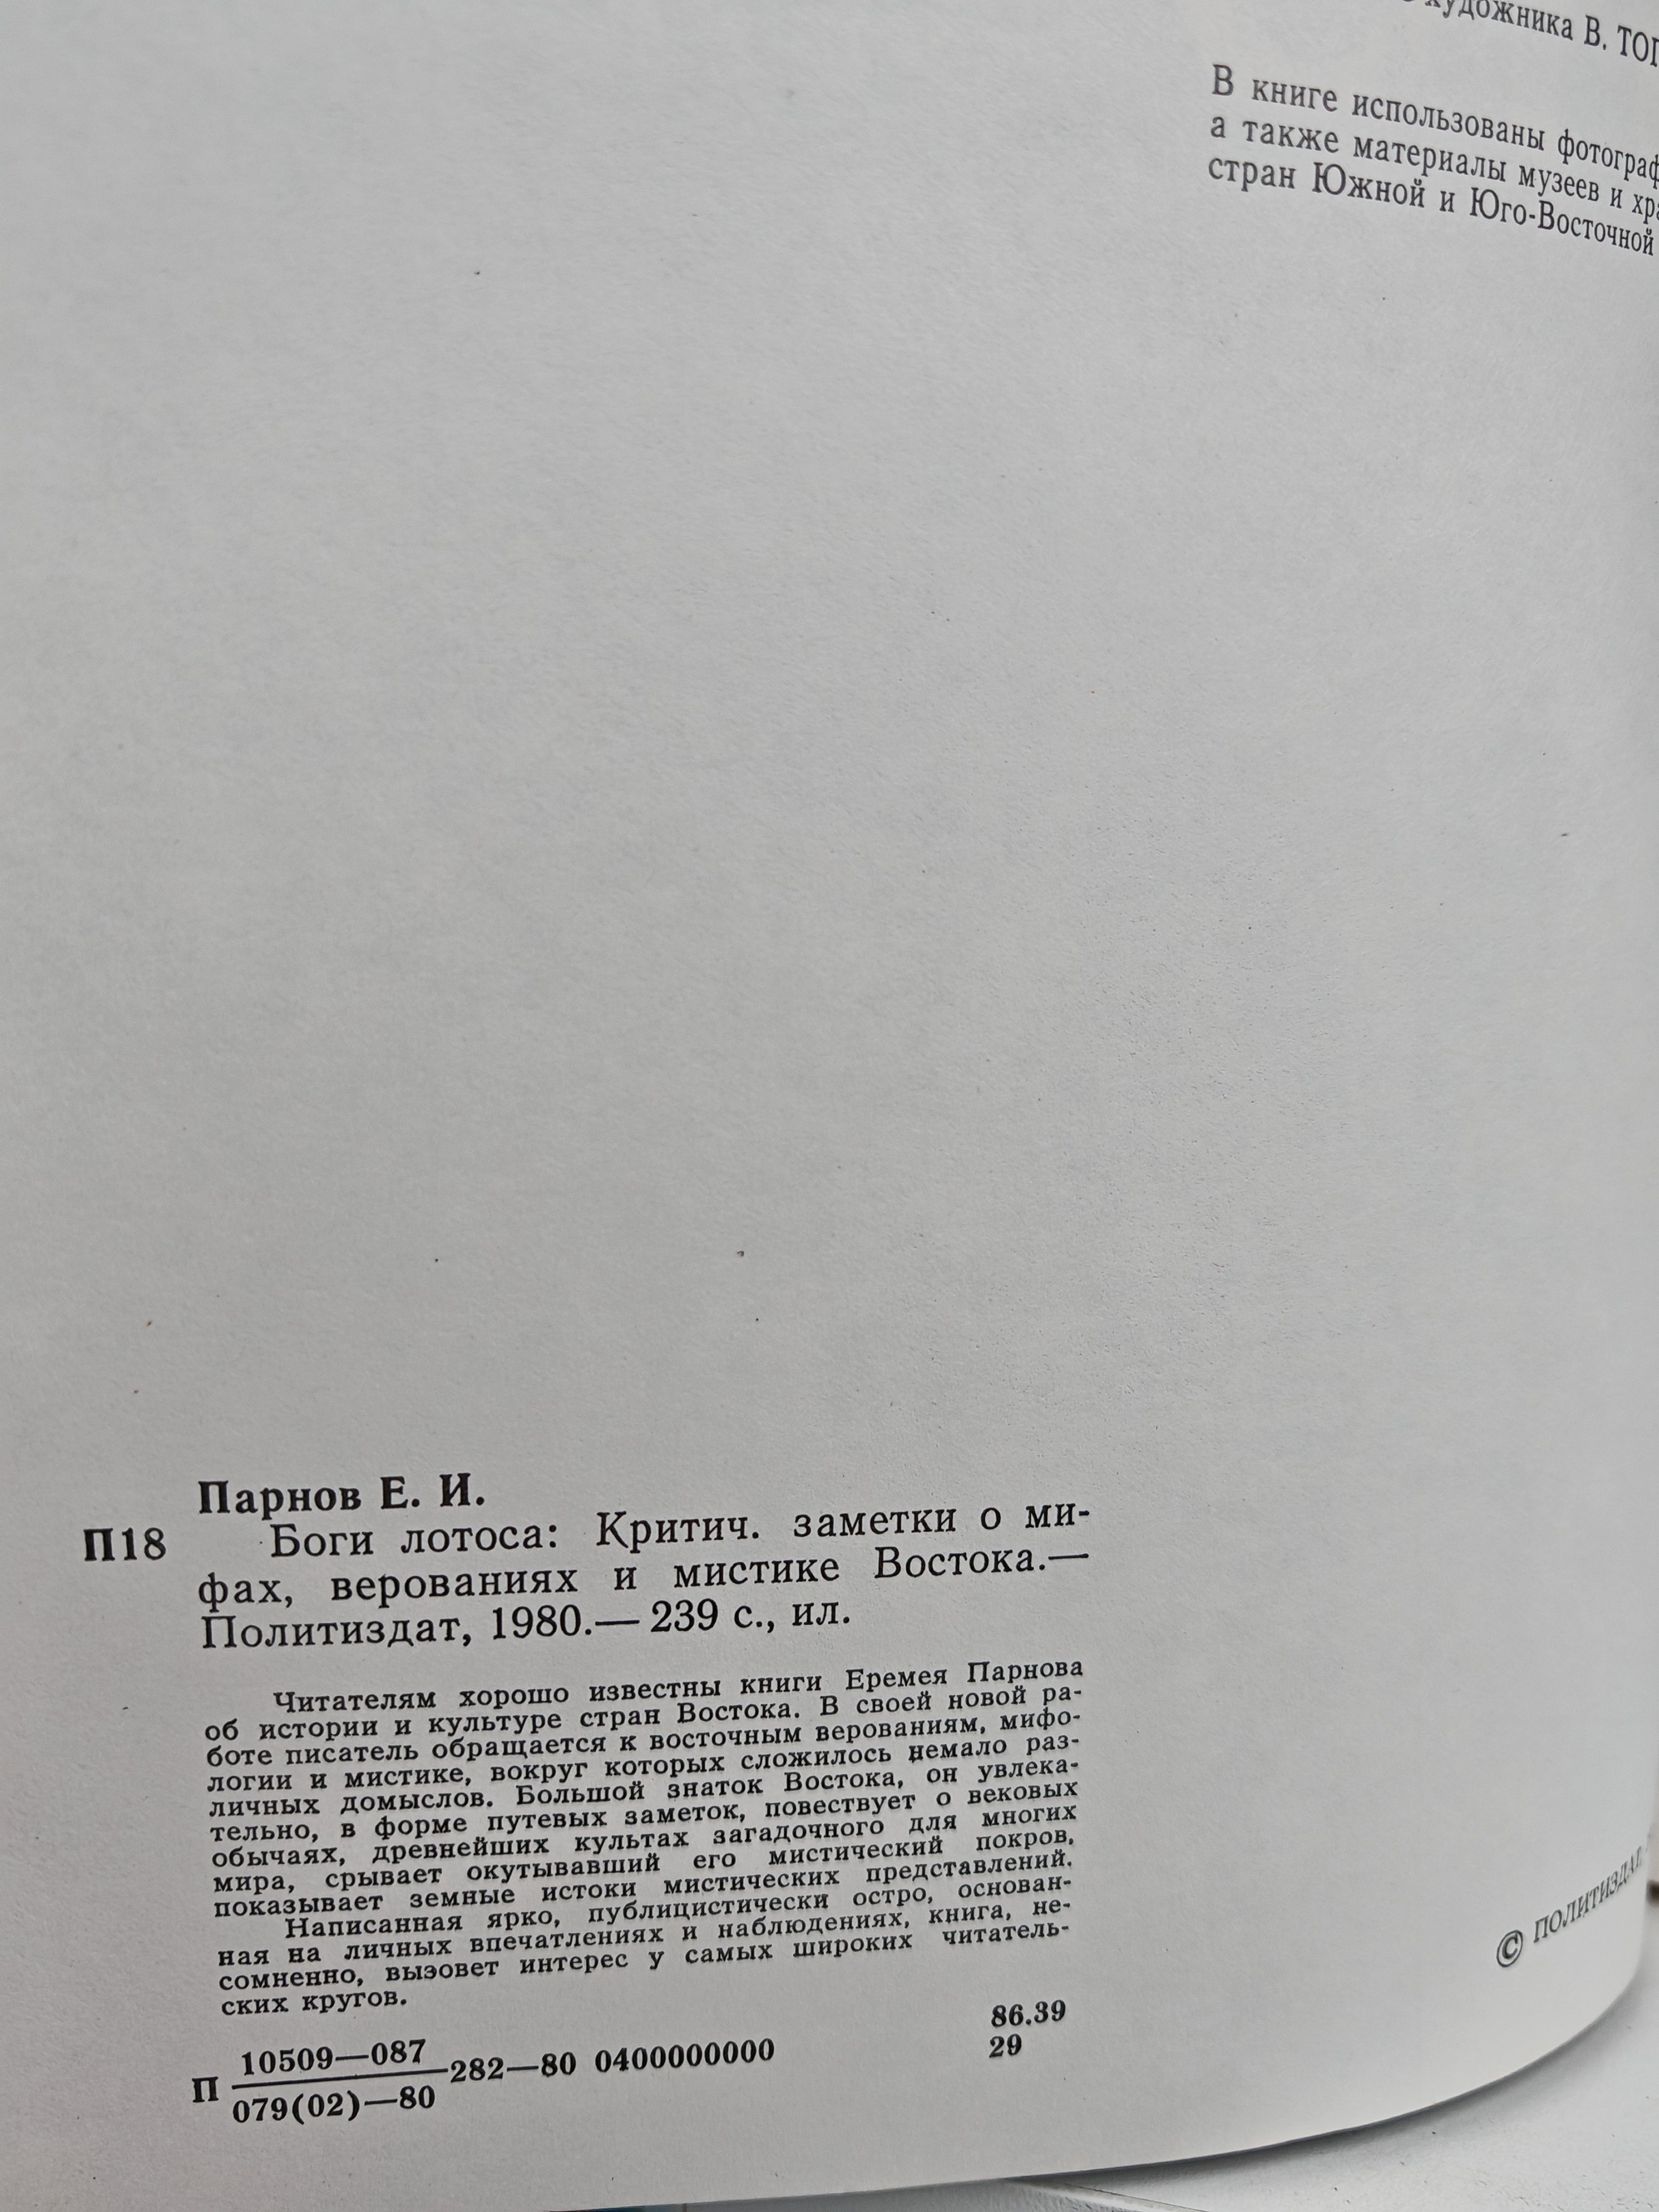 художника В.
В книге использованы
а также материалы музеев и
стран Южной и Юго-Восточной
Парнов Е. И.
П18 Боги лотоса: Критич. заметки о ми-
фах, верованиях и мистике Востока.—
Политиздат, 1980.— 239 с., ил.
Читателям хорошо известны книги Еремея Парнова
об истории и культуре стран Востока. В своей новой ра-
боте писатель обращается к восточным верованиям, мифо-
логии и мистике, вокруг которых сложилось немало раз-
личных домыслов. Большой знаток Востока, он увлека-
тельно, в форме путевых заметок, повествует о вековых
обычаях, древнейших культах загадочного для многих
мира, срывает окутывавший его мистический покров,
показывает земные истоки мистических представлений.
Написанная ярко, публицистически остро, основан-
ная на личных впечатлениях и наблюдениях, книга, не-
сомненно, вызовет интерес у самых широких читатель-
ских кругов.
П 10509—087
079(02)—80 282—80 0400000000
86.39
29
© ПОЛИТИЗДАТ